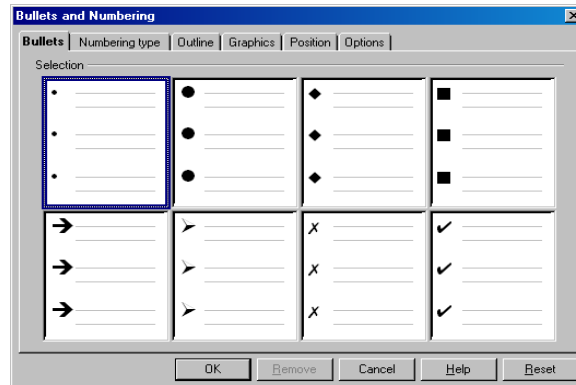 Bullets and Numbering
Bullets Numbering type Outline Graphics Position Options
Selection
OK Remove Cancel Help Reset